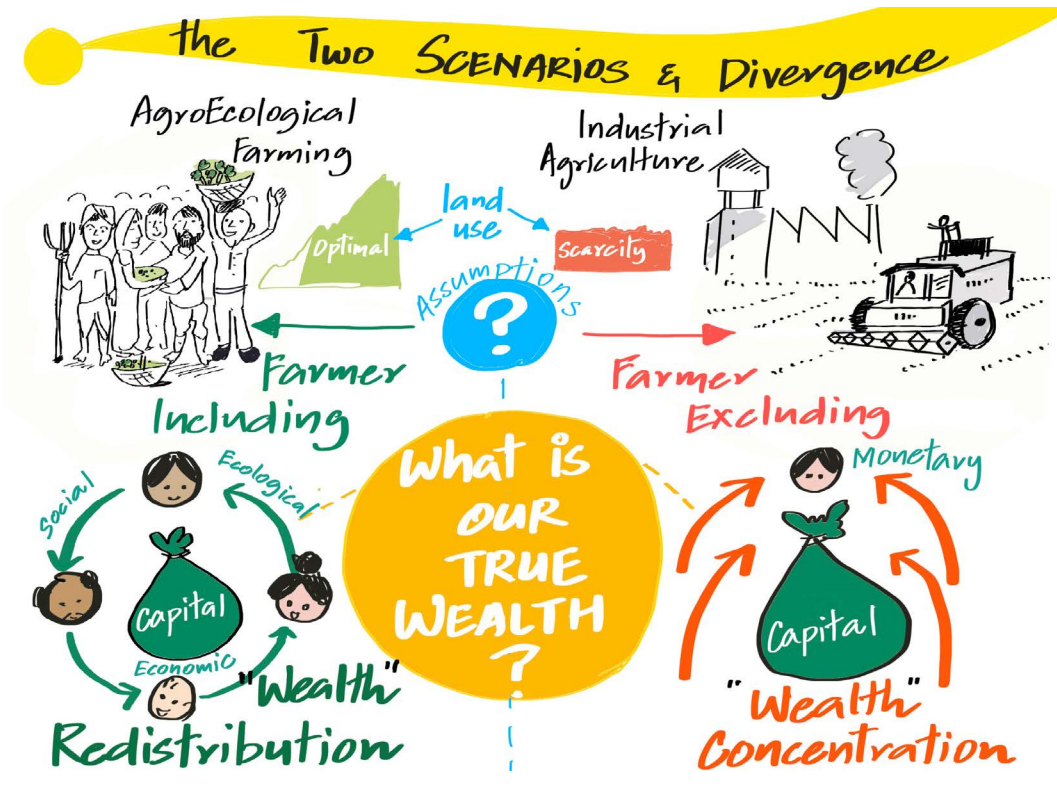 the Two SCENARiOS & Divergence
AgroEcological
Farming
Industrial
Agriculture
land
use
Optimal
Scarcity
Assumptions
?
Farmer
Including
Farmer
Excluding
What is
OUR
TRUE
WEALTH
?
Social
Ecological
Capital
Economic
"Wealth"
Redistribution
Monetary
Capital
"Wealth"
Concentration